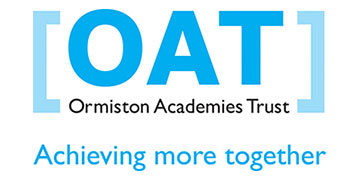 [OAT]
Ormiston Academies Trust
Achieving more together